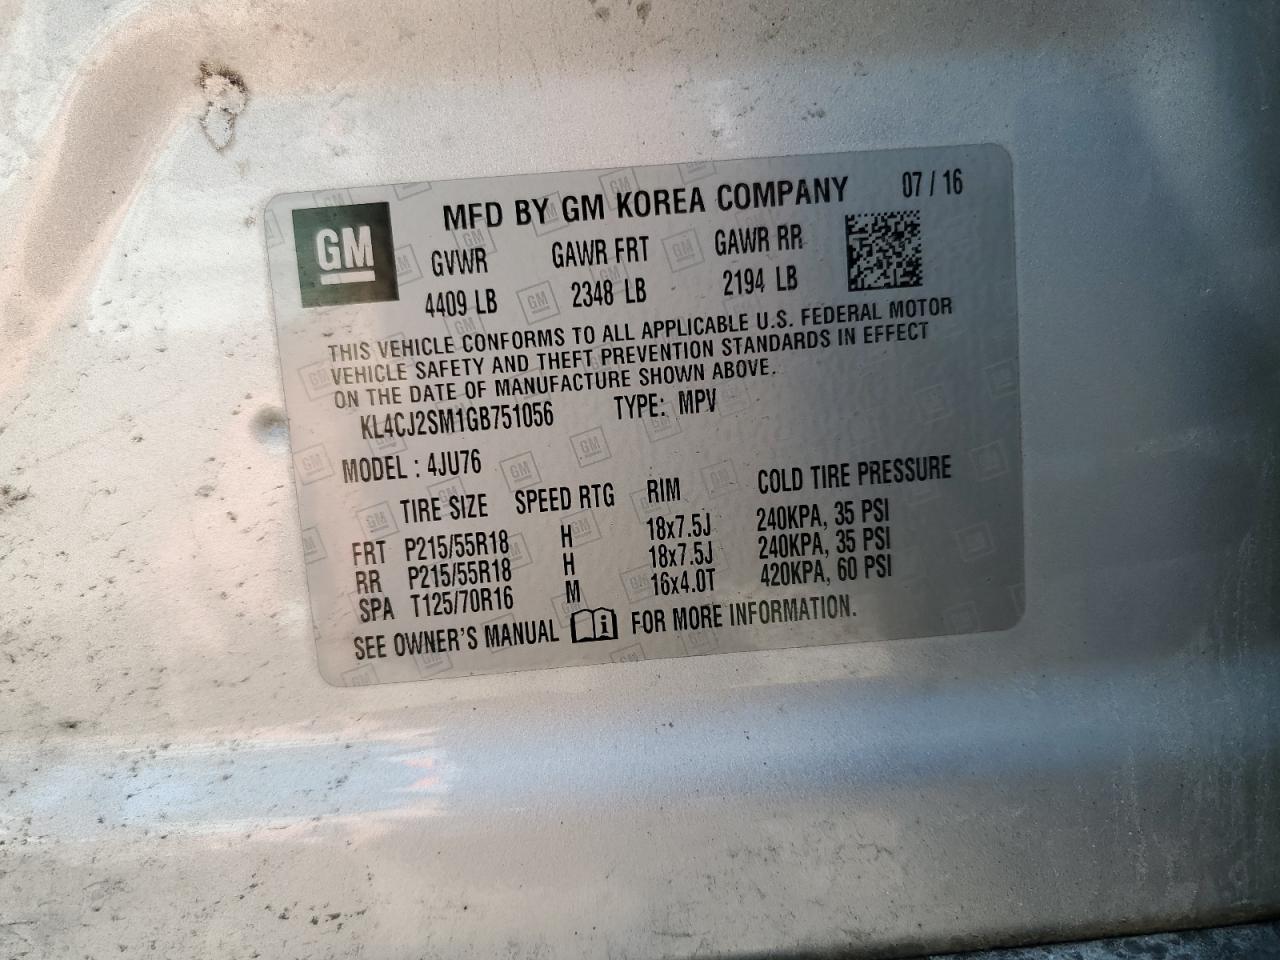 GM
MFD BY GM KOREA COMPANY 07 / 16
GVWR GAWR FRT GAWR RR
4409 LB 2348 LB 2194 LB
THIS VEHICLE CONFORMS TO ALL APPLICABLE U.S. FEDERAL MOTOR
VEHICLE SAFETY AND THEFT PREVENTION STANDARDS IN EFFECT
ON THE DATE OF MANUFACTURE SHOWN ABOVE.
KL4CJ2SM1GB751056 TYPE: MPV
MODEL : 4JU76
TIRE SIZE SPEED RTG RIM COLD TIRE PRESSURE
FRT P215/55R18 H 18x7.5J 240KPA, 35 PSI
RR P215/55R18 H 18x7.5J 240KPA, 35 PSI
SPA T125/70R16 M 16x4.0T 420KPA, 60 PSI
SEE OWNER'S MANUAL i FOR MORE INFORMATION.